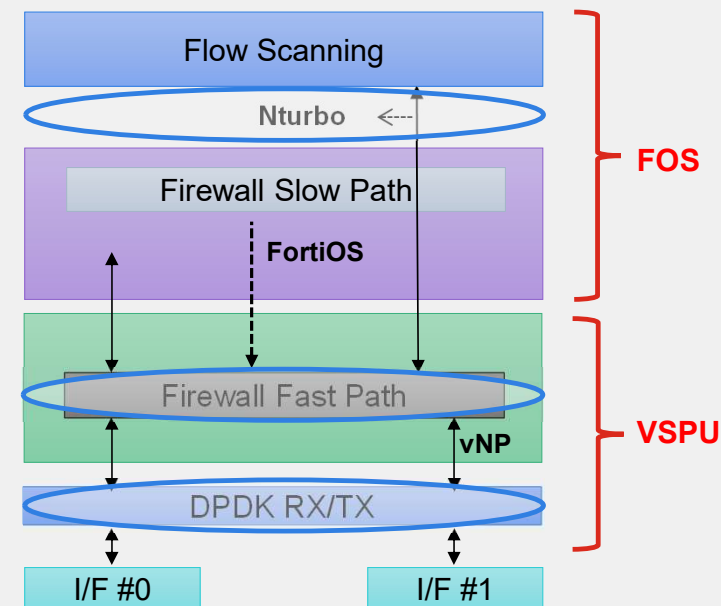 Flow Scanning
Nturbo
FOS
Firewall Slow Path
FortiOS
Firewall Fast Path
VSPU
vNP
DPDK RX/TX
I/F #0
I/F #1